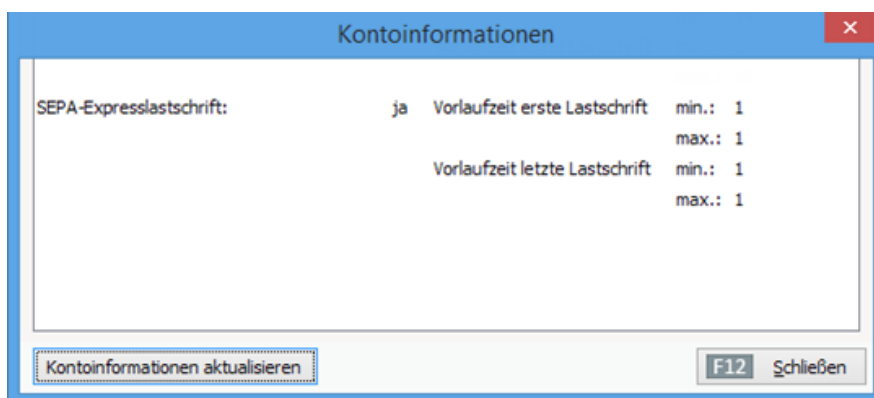 Kontoinformationen
SEPA-Expresslastschrift: ja Vorlaufzeit erste Lastschrift min.: 1
max.: 1
Vorlaufzeit letzte Lastschrift min.: 1
max.: 1
Kontoinformationen aktualisieren F12 Schließen